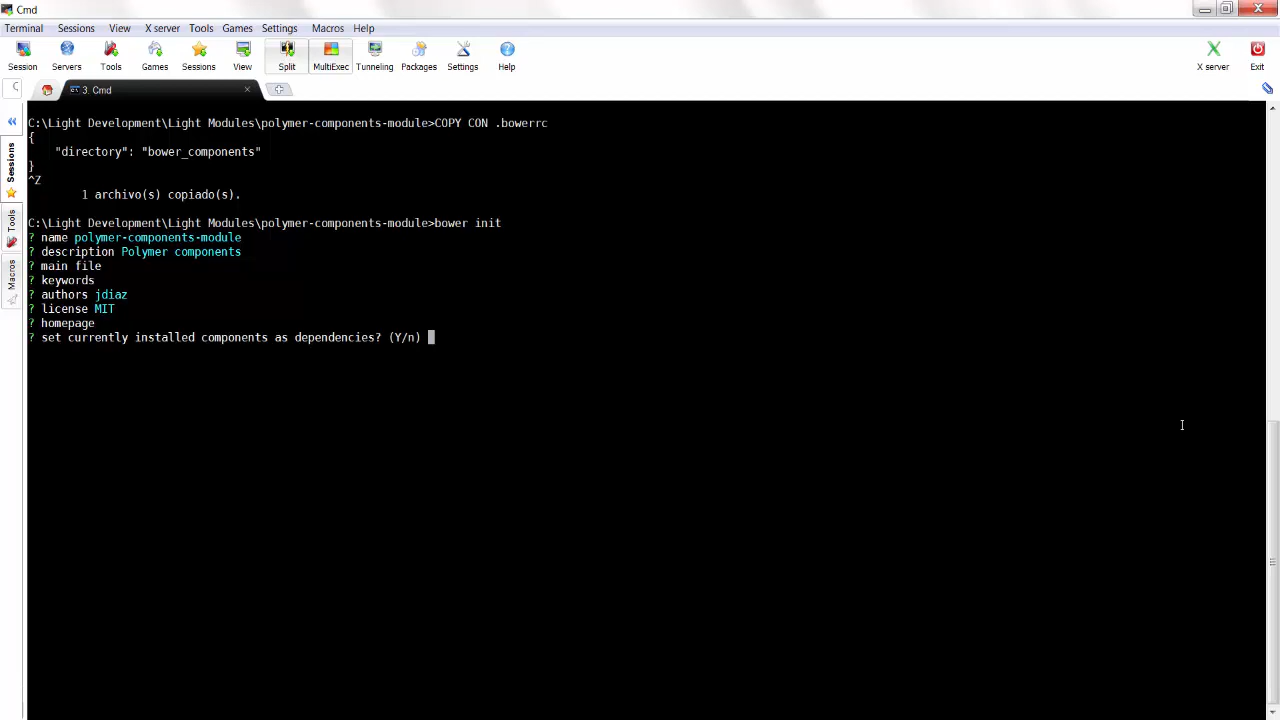 Cmd
Terminal Sessions View X server Tools Games Settings Macros Help
Session Servers Tools Games Sessions View Split MultiExec Tunneling Packages Settings Help X server Exit
3. Cmd
Sessions
Tools
Macros
C:\Light Development\Light Modules\polymer-components-module>COPY CON .bowerrc
{
    "directory": "bower_components"
}
^Z
        1 archivo(s) copiado(s).
C:\Light Development\Light Modules\polymer-components-module>bower init
? name polymer-components-module
? description Polymer components
? main file
? keywords
? authors jdiaz
? license MIT
? homepage
? set currently installed components as dependencies? (Y/n)